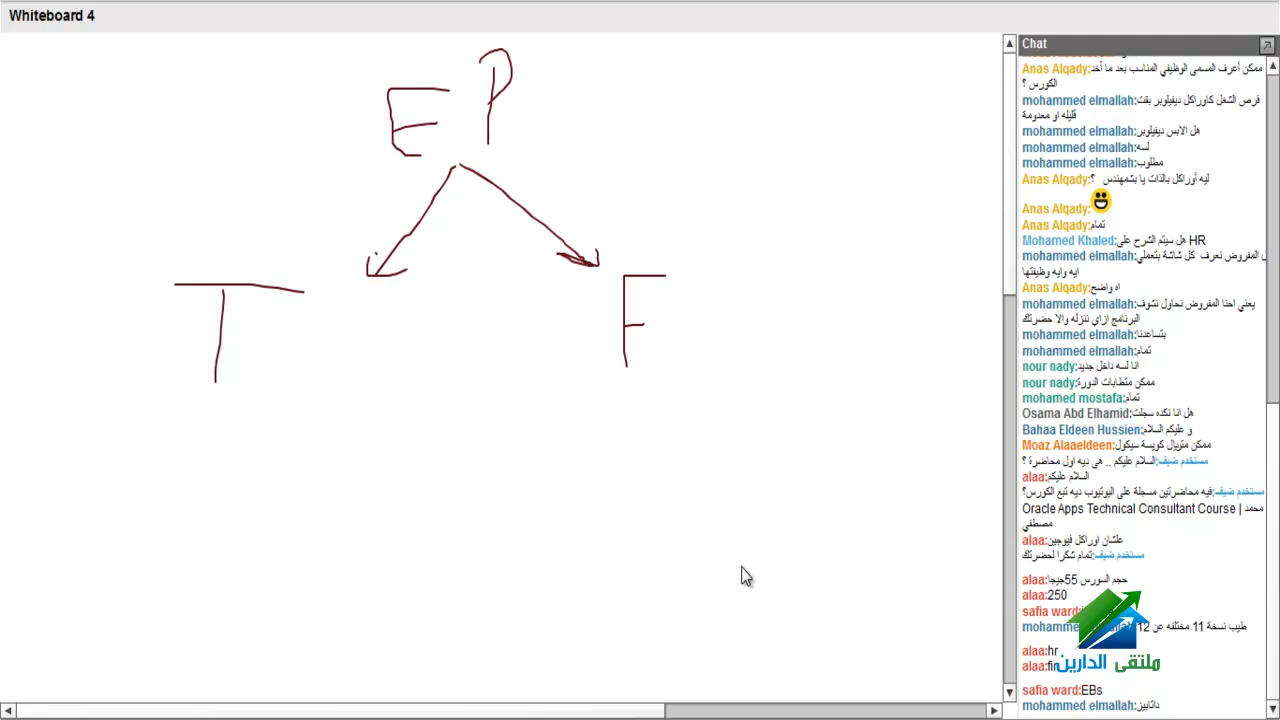 Whiteboard 4
E P
T F
Chat
Anas Alqady: ممكن أعرف المسمى الوظيفي المناسب بعد ما أخد
الكورس ؟
mohammed elmallah: فرص الشغل كاوراكل ديفيلوبر بقت
قليله او معدومة
mohammed elmallah: هل الابس ديفيلوبر
mohammed elmallah: لسه
mohammed elmallah: مطلوب
Anas Alqady: ليه أوراكل بالذات يا بشمهندس ؟
Anas Alqady:
Anas Alqady: تمام
Mohamed Khaled: هل سيتم الشرح على HR
mohammed elmallah: المفروض نعرف كل شاشة بتعملي
ايه وايه وظيفتها
Anas Alqady: اه واضح
mohammed elmallah: يعني احنا المفروض نحاول نشوف
البرنامج ازاي ننزله والا حضرتك
mohammed elmallah: بتساعدنا
mohammed elmallah: تمام
nour nady: انا لسه داخل جديد
nour nady: ممكن متطابات الدورة
mohamed mostafa: تمام
Osama Abd Elhamid: هل انا نكده سجلت
Bahaa Eldeen Hussien: و عليكم السلام
Moaz Alaaeldeen: ممكن متريال كويسة سيكول
مستخدم ضيف: السلام عليكم .. هى ديه اول محاضرة ؟
alaa: السلام عليكم
مستخدم ضيف: فيه محاضرتين مسجلة على اليوتيوب ديه تبع الكورس؟
Oracle Apps Technical Consultant Course | محمد
مصطفي
alaa: علشان اوراكل فيوجين
مستخدم ضيف: تمام شكرا لحضرتك
alaa: حجم السورس 55جيجا
alaa: 250
safia ward:
mohammed elmallah: طيب نسخة 11 مختلفه عن 12
alaa: hr
alaa: fin
ملتقى الدارين
safia ward: EBs
mohammed elmallah: داتابيز